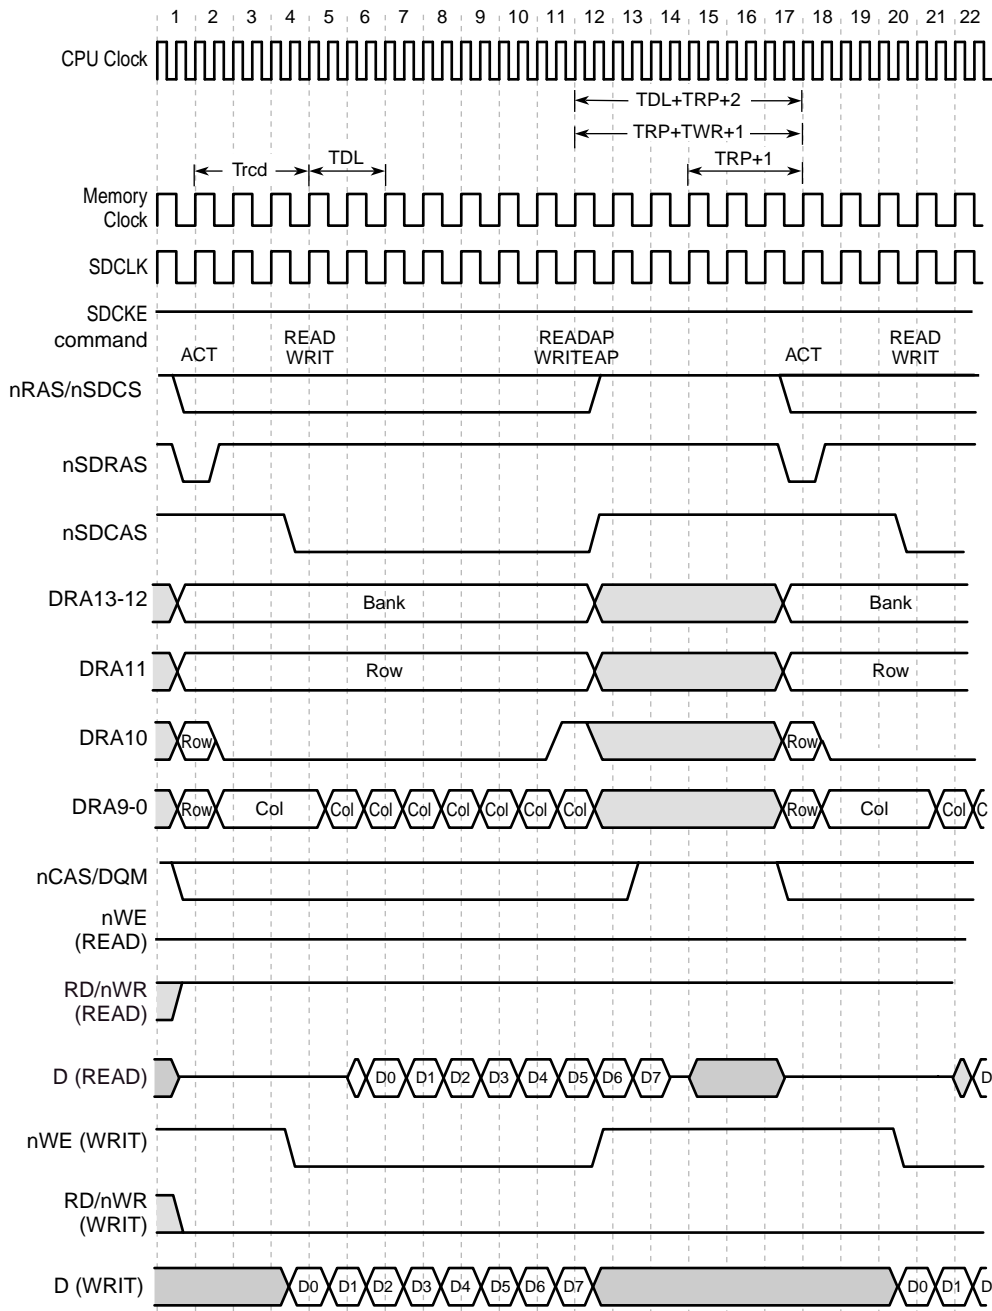 1 2 3 4 5 6 7 8 9 10 11 12 13 14 15 16 17 18 19 20 21 22
CPU Clock
TDL+TRP+2
TRP+TWR+1
Trcd TDL TRP+1
Memory
Clock
SDCLK
SDCKE
command
ACT READ READAP ACT READ
WRIT WRITEAP WRIT
nRAS/nSDCS
nSDRAS
nSDCAS
DRA13-12 Bank Bank
DRA11 Row Row
DRA10 Row Row
DRA9-0 Row Col Col Col Col Col Col Col Col Row Col Col C
nCAS/DQM
nWE
(READ)
RD/nWR
(READ)
D (READ) D0 D1 D2 D3 D4 D5 D6 D7 D
nWE (WRIT)
RD/nWR
(WRIT)
D (WRIT) D0 D1 D2 D3 D4 D5 D6 D7 D0 D1 D